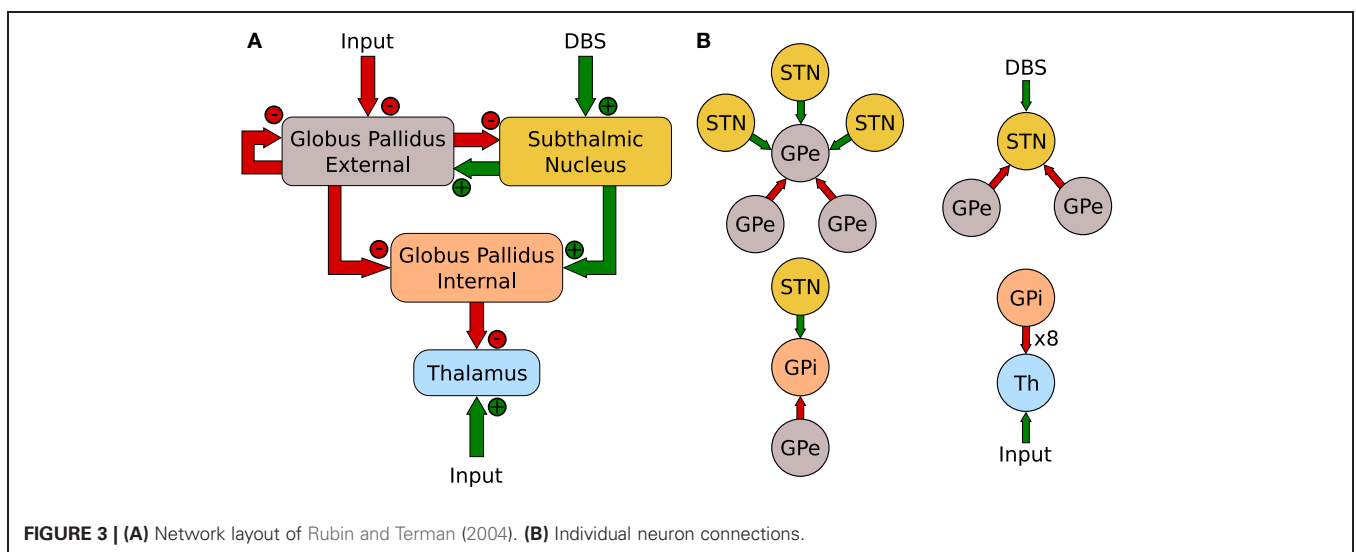 A
Input
DBS
-
-
+
-
Globus Pallidus
External
Subthalmic
Nucleus
+
-
+
Globus Pallidus
Internal
-
Thalamus
+
Input
B
STN
STN
STN
GPe
GPe
GPe
DBS
STN
GPe
GPe
STN
GPi
GPe
GPi
x8
Th
Input
FIGURE 3 | (A) Network layout of Rubin and Terman (2004). (B) Individual neuron connections.